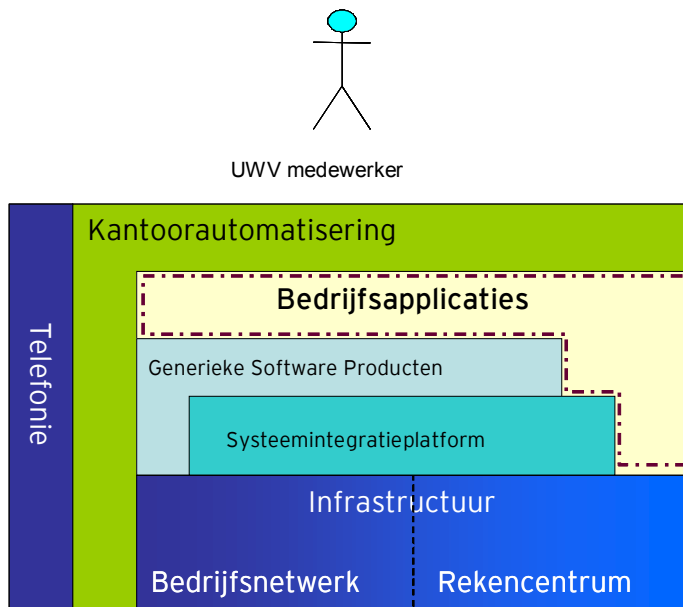 UWV medewerker
Kantoorautomatisering
Telefonie
Bedrijfsapplicaties
Generieke Software Producten
Systeemintegratieplatform
Infrastructuur
Bedrijfsnetwerk
Rekencentrum